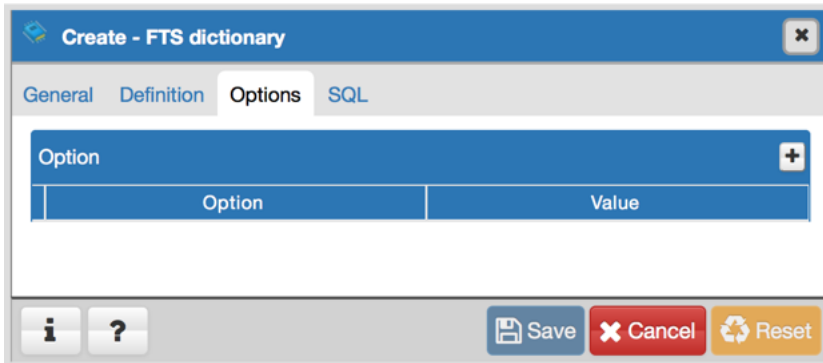 Create - FTS dictionary
General Definition Options SQL
Option
Option Value
i ? Save Cancel Reset